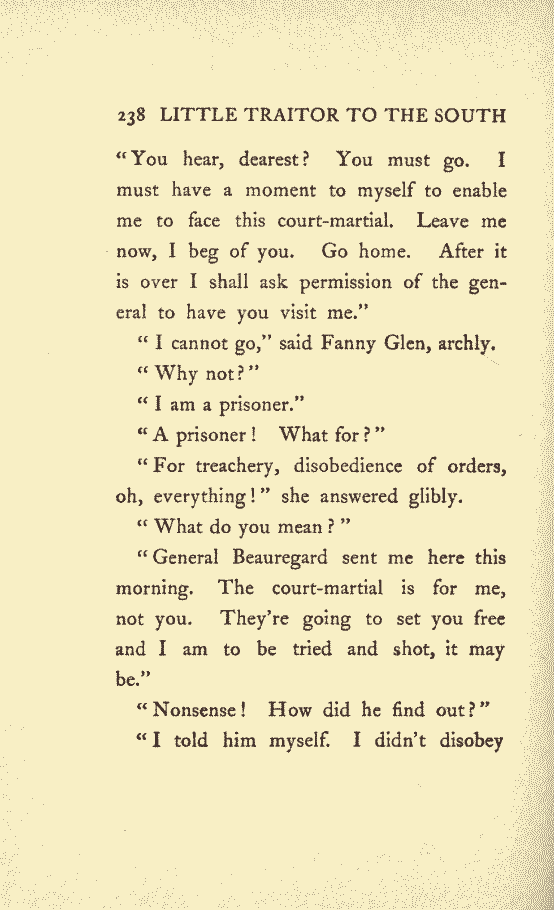 238 LITTLE TRAITOR TO THE SOUTH
“You hear, dearest? You must go. I
must have a moment to myself to enable
me to face this court-martial. Leave me
now, I beg of you. Go home. After it
is over I shall ask permission of the gen-
eral to have you visit me.”
“I cannot go,” said Fanny Glen, archly.
“Why not?”
“I am a prisoner.”
“A prisoner! What for?”
“For treachery, disobedience of orders,
oh, everything!” she answered glibly.
“What do you mean?”
“General Beauregard sent me here this
morning. The court-martial is for me,
not you. They’re going to set you free
and I am to be tried and shot, it may
be.”
“Nonsense! How did he find out?”
“I told him myself. I didn’t disobey